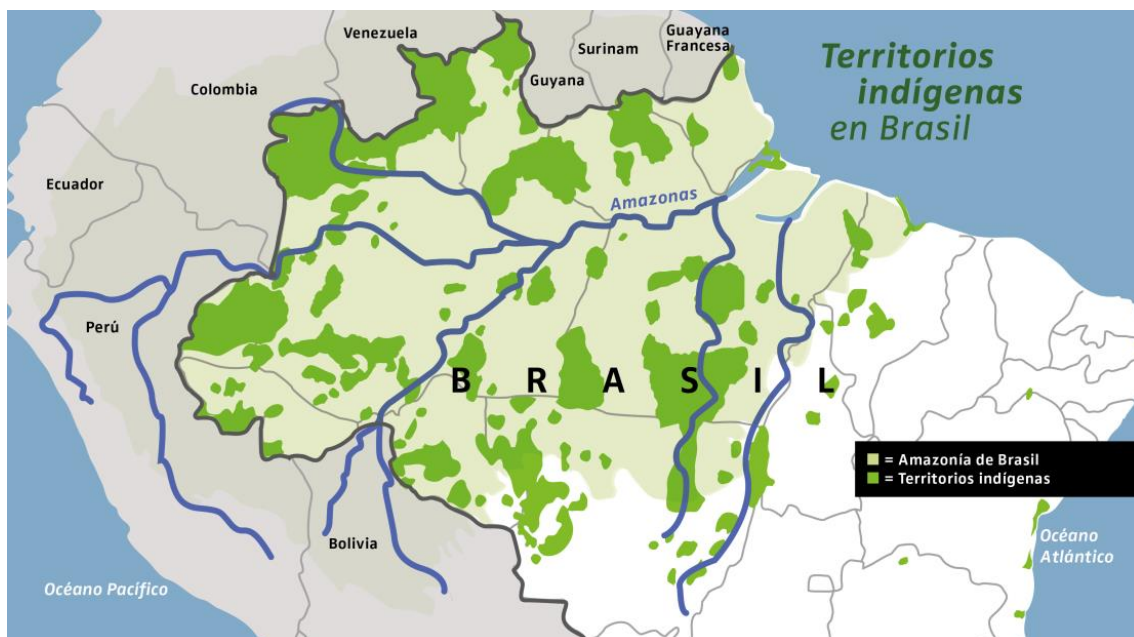 Territorios
indígenas
en Brasil
Venezuela
Surinam
Guayana
Francesa
Guyana
Colombia
Ecuador
Amazonas
Perú
BRASIL
= Amazonía de Brasil
= Territorios indígenas
Bolivia
Océano
Atlántico
Océano Pacífico